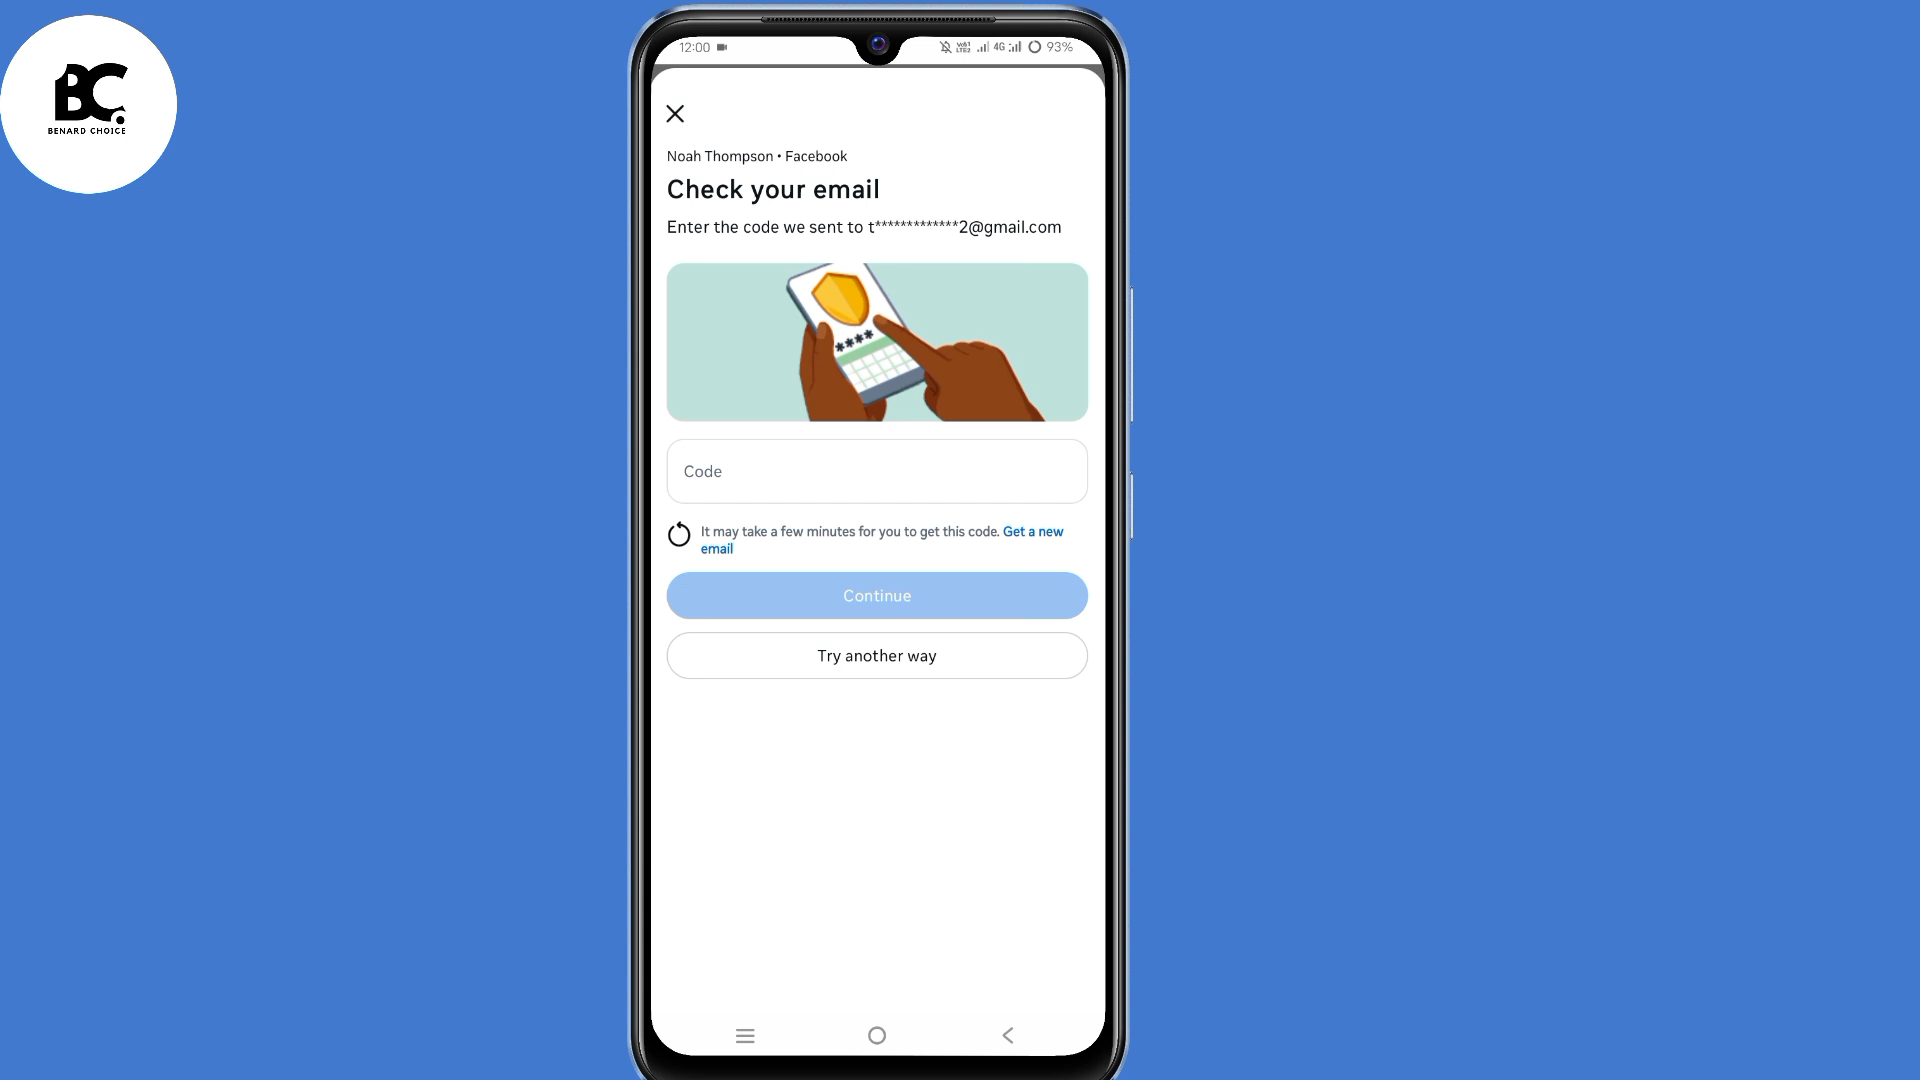 BC.
BENARD CHOICE
12:00
4G
93%
Noah Thompson • Facebook
Check your email
Enter the code we sent to t*************2@gmail.com
****
Code
It may take a few minutes for you to get this code. Get a new
email
Continue
Try another way